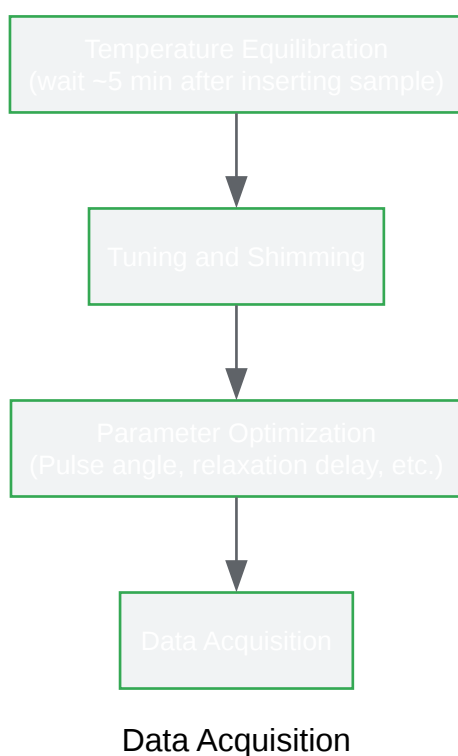 Temperature Equilibration
(wait ~5 min after inserting sample)
Tuning and Shimming
Parameter Optimization
(Pulse angle, relaxation delay, etc.)
Data Acquisition
Data Acquisition